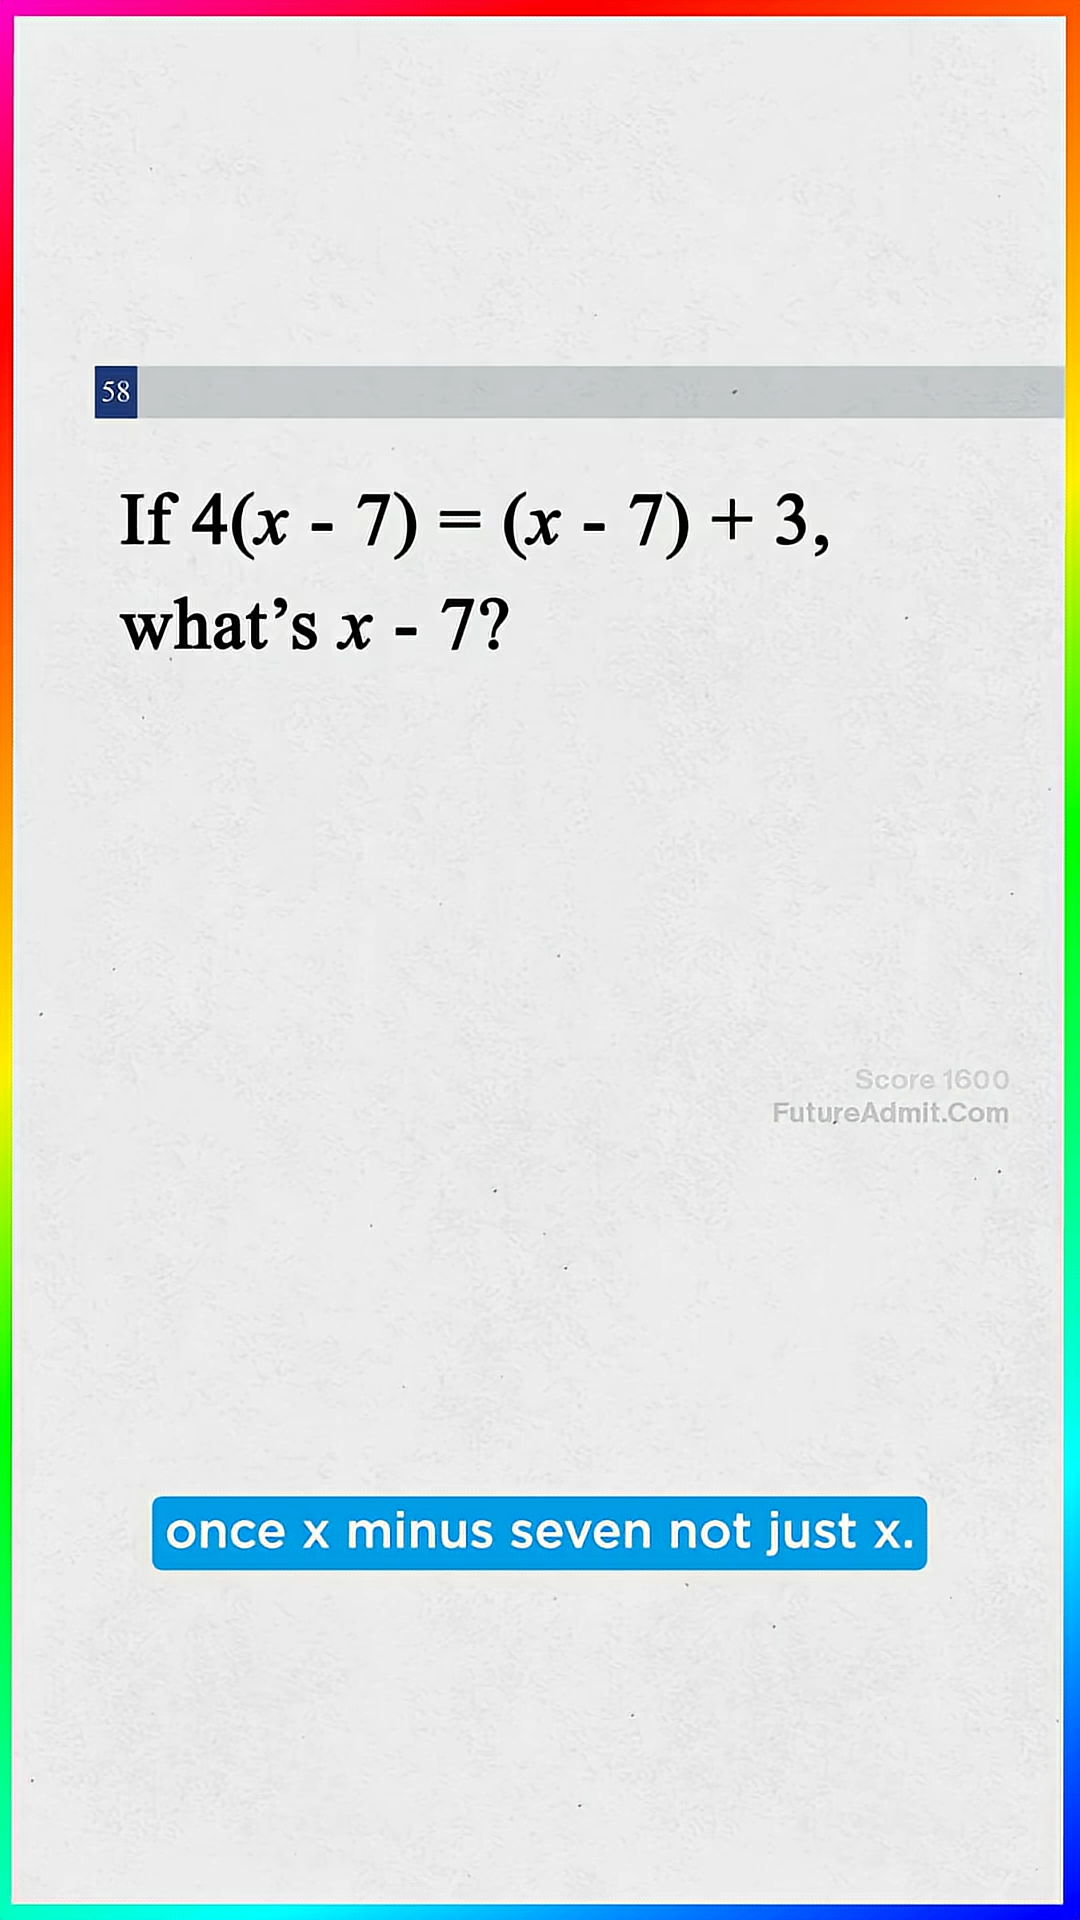 58
If 4(x - 7) = (x - 7) + 3,
what’s x - 7?
Score 1600
FutureAdmit.Com
once x minus seven not just x.